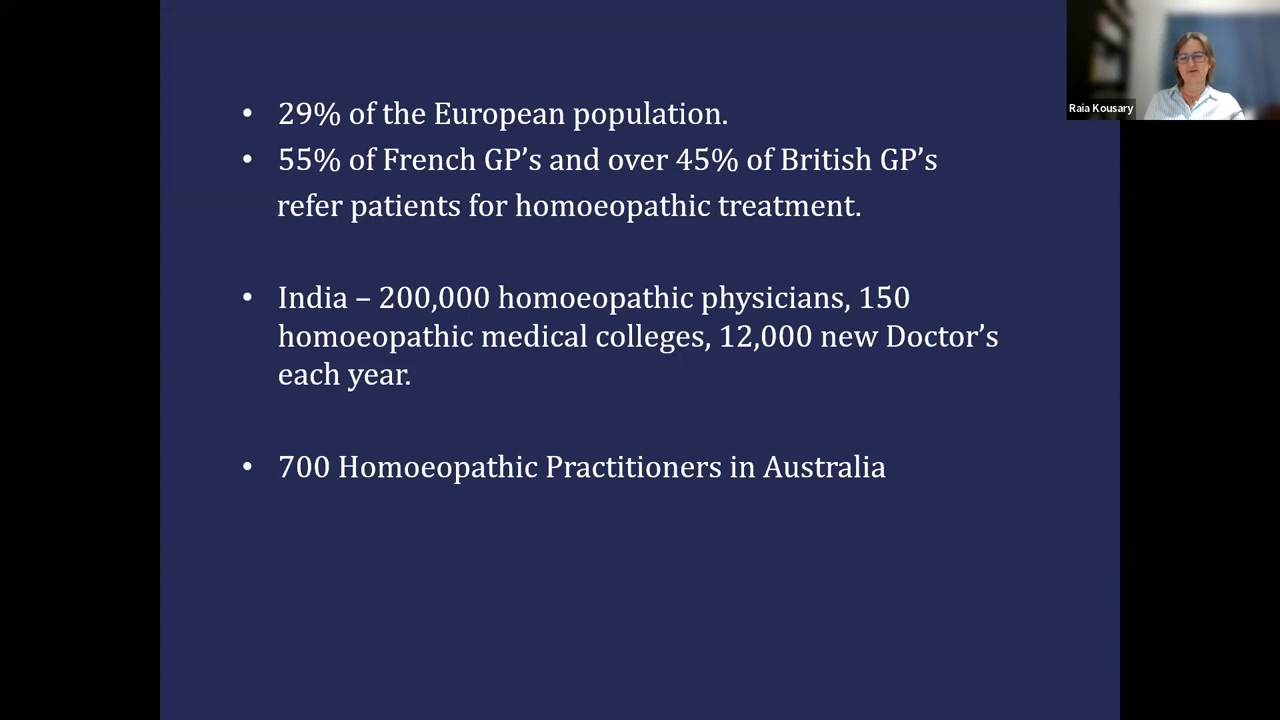 • 29% of the European population.
• 55% of French GP’s and over 45% of British GP’s
refer patients for homoeopathic treatment.
• India – 200,000 homoeopathic physicians, 150
homoeopathic medical colleges, 12,000 new Doctor’s
each year.
• 700 Homoeopathic Practitioners in Australia
Raia Kousary